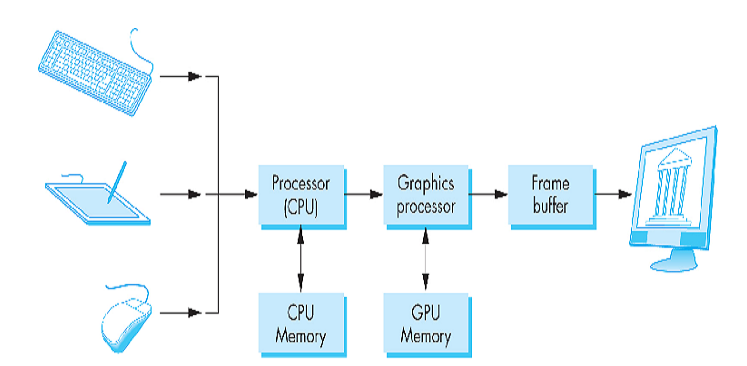 Processor
(CPU)
Graphics
processor
Frame
buffer
CPU
Memory
GPU
Memory